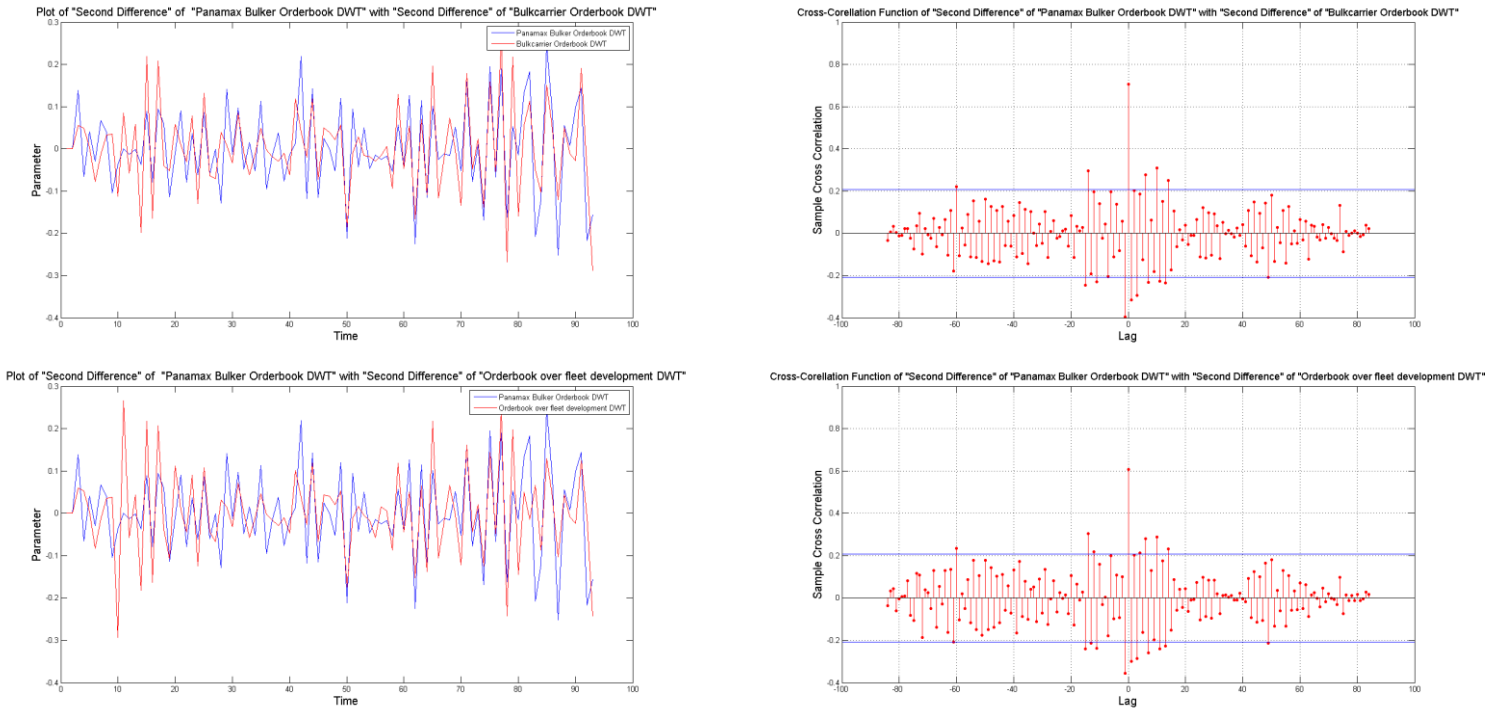 Plot of "Second Difference" of "Panamax Bulker Orderbook DWT" with "Second Difference" of "Bulkcarrier Orderbook DWT"
0.3
0.2
0.1
0
-0.1
-0.2
-0.3
-0.4
Parameter
Panamax Bulker Orderbook DWT
Bulkcarrier Orderbook DWT
0 10 20 30 40 50 60 70 80 90 100
Time
Cross-Corellation Function of "Second Difference" of "Panamax Bulker Orderbook DWT" with "Second Difference" of "Bulkcarrier Orderbook DWT"
1
0.8
0.6
0.4
0.2
0
-0.2
-0.4
Sample Cross Correlation
-100 -80 -60 -40 -20 0 20 40 60 80 100
Lag
Plot of "Second Difference" of "Panamax Bulker Orderbook DWT" with "Second Difference" of "Orderbook over fleet development DWT"
0.3
0.2
0.1
0
-0.1
-0.2
-0.3
-0.4
Parameter
Panamax Bulker Orderbook DWT
Orderbook over fleet development DWT
0 10 20 30 40 50 60 70 80 90 100
Time
Cross-Corellation Function of "Second Difference" of "Panamax Bulker Orderbook DWT" with "Second Difference" of "Orderbook over fleet development DWT"
1
0.8
0.6
0.4
0.2
0
-0.2
-0.4
Sample Cross Correlation
-100 -80 -60 -40 -20 0 20 40 60 80 100
Lag